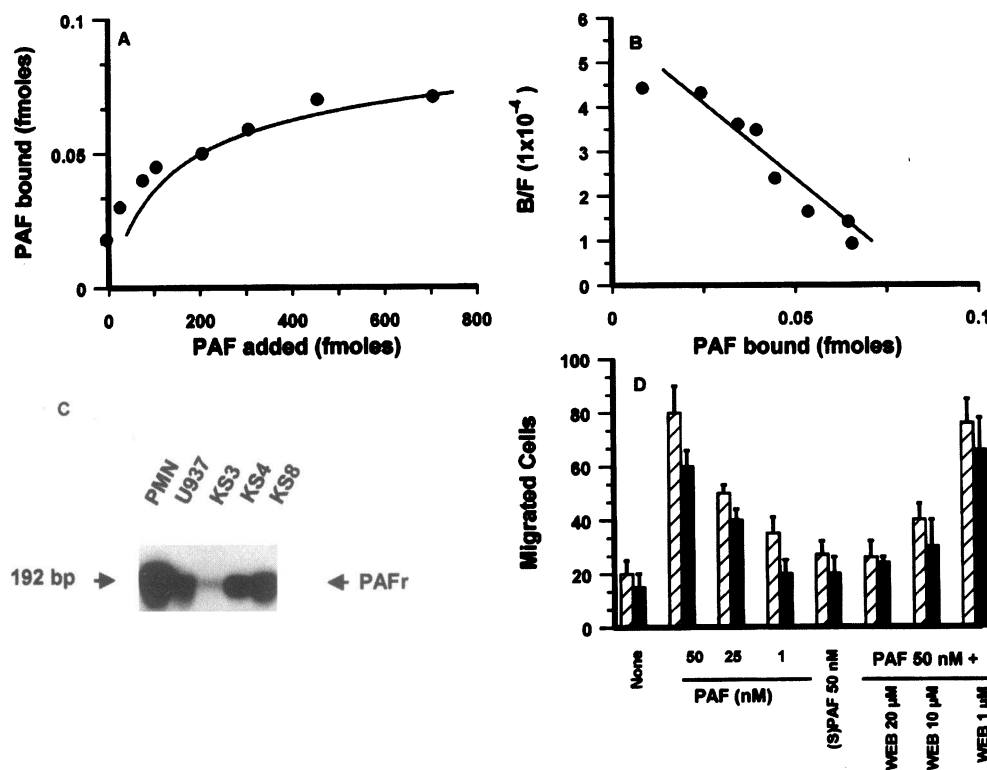 A
PAF bound (fmoles)
0.1
0.05
0
0
200
400
600
800
PAF added (fmoles)
B
B/F (1x10⁻⁴)
6
5
4
3
2
1
0
0
0.05
0.1
PAF bound (fmoles)
C
PMN
U937
KS3
KS4
KS8
192 bp
PAFr
D
Migrated Cells
100
80
60
40
20
0
None
50 25 1
PAF (nM)
(S)PAF 50 nM
PAF 50 nM +
WEB 20 µM
WEB 10 µM
WEB 1 µM